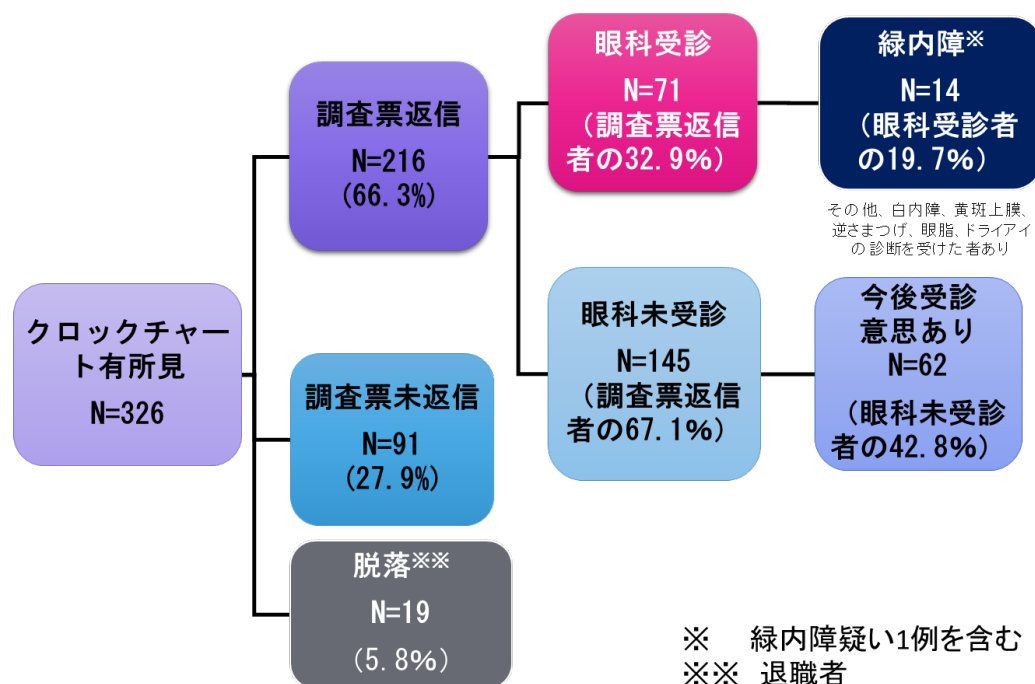 クロックチャー
ト有所見
N=326
調査票返信
N=216
(66.3%)
調査票未返信
N=91
(27.9%)
脱落※※
N=19
(5.8%)
眼科受診
N=71
(調査票返信
者の32.9%)
眼科未受診
N=145
(調査票返信
者の67.1%)
緑内障※
N=14
(眼科受診者
の19.7%)
その他、白内障、黄斑上膜、
逆さまつげ、眼脂、ドライアイ
の診断を受けた者あり
今後受診
意思あり
N=62
(眼科未受診
者の42.8%)
※ 緑内障疑い1例を含む
※※ 退職者